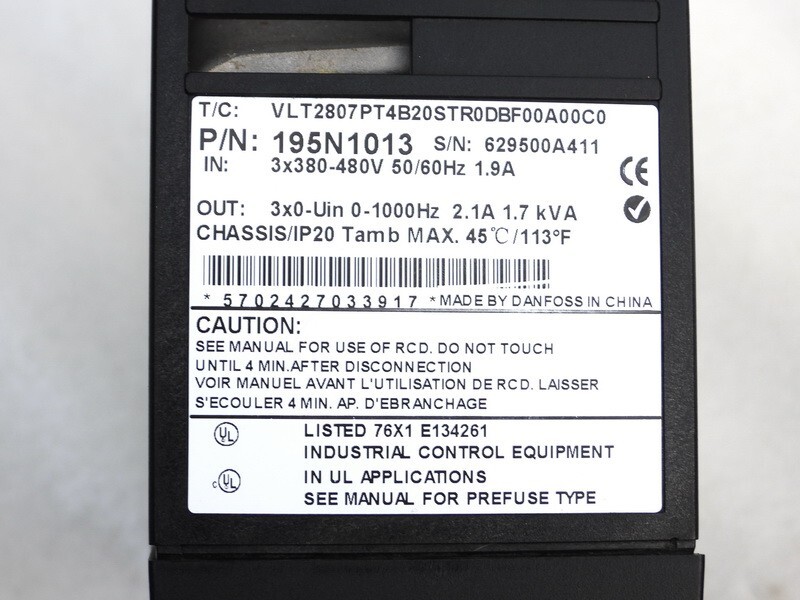 T/C: VLT2807PT4B20STR0DBF00A00C0
P/N: 195N1013 S/N: 629500A411
IN: 3x380-480V 50/60Hz 1.9A
CE
OUT: 3x0-Uin 0-1000Hz 2.1A 1.7 kVA
CHASSIS/IP20 Tamb MAX. 45℃/113ºF
*5702427033917* MADE BY DANFOSS IN CHINA
CAUTION:
SEE MANUAL FOR USE OF RCD. DO NOT TOUCH
UNTIL 4 MIN.AFTER DISCONNECTION
VOIR MANUEL AVANT L'UTILISATION DE RCD. LAISSER
S'ECOULER 4 MIN. AP. D'EBRANCHAGE
UL LISTED 76X1 E134261
INDUSTRIAL CONTROL EQUIPMENT
c UL IN UL APPLICATIONS
SEE MANUAL FOR PREFUSE TYPE